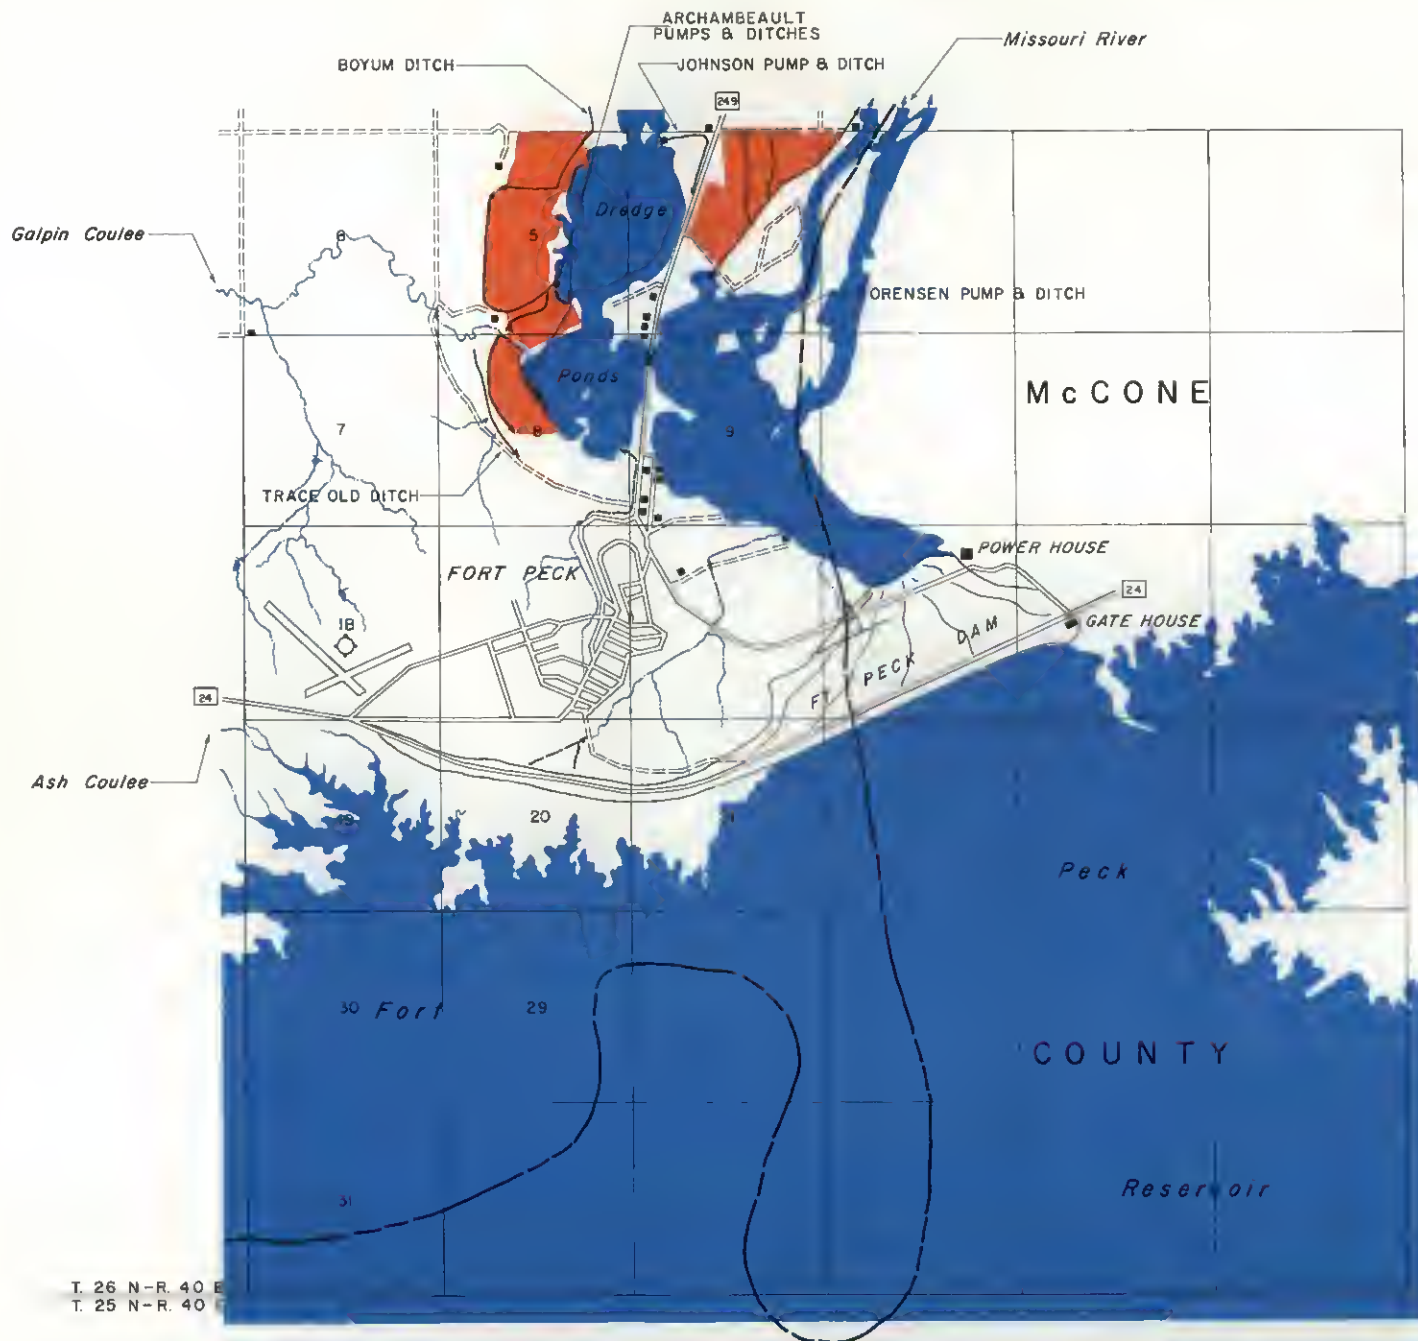 ARCHAMBEAULT
PUMPS & DITCHES
Missouri River
BOYUM DITCH
JOHNSON PUMP & DITCH
249
Dredge
Galpin Coulee
6
5
ORENSEN PUMP & DITCH
Ponds
McCONE
7
8
9
TRACE OLD DITCH
POWER HOUSE
FORT PECK
24
GATE HOUSE
18
FT PECK DAM
24
Ash Coulee
19
20
21
Peck
30
Fort
29
COUNTY
31
Reservoir
T. 26 N-R. 40 E
T. 25 N-R. 40 E